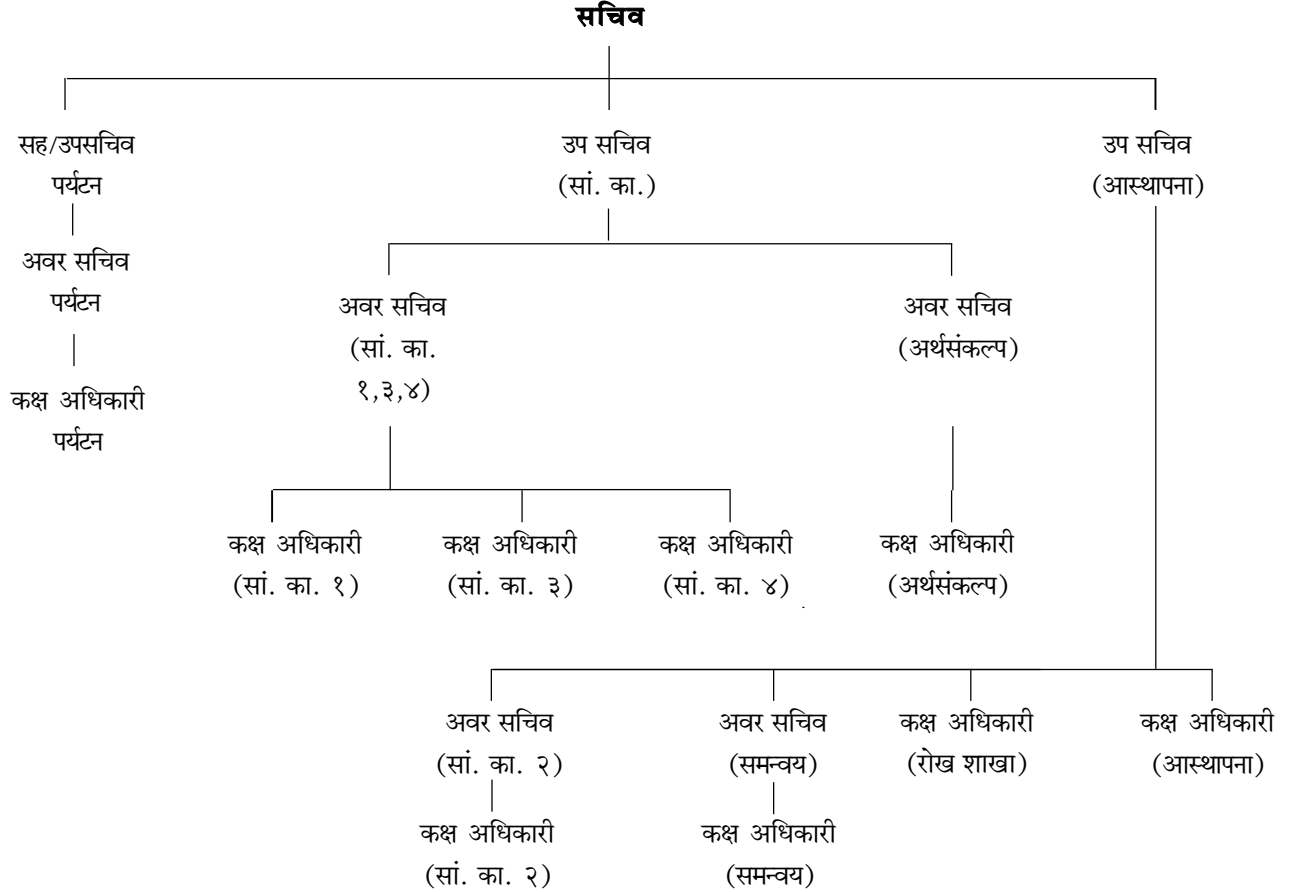 सचिव
सह/उपसचिव
पर्यटन
उप सचिव
(सां. का.)
उप सचिव
(आस्थापना)
अवर सचिव
पर्यटन
अवर सचिव
(सां. का.
१,३,४)
अवर सचिव
(अर्थसंकल्प)
कक्ष अधिकारी
पर्यटन
कक्ष अधिकारी
(सां. का. १)
कक्ष अधिकारी
(सां. का. ३)
कक्ष अधिकारी
(सां. का. ४)
कक्ष अधिकारी
(अर्थसंकल्प)
अवर सचिव
(सां. का. २)
अवर सचिव
(समन्वय)
कक्ष अधिकारी
(रोख शाखा)
कक्ष अधिकारी
(आस्थापना)
कक्ष अधिकारी
(सां. का. २)
कक्ष अधिकारी
(समन्वय)